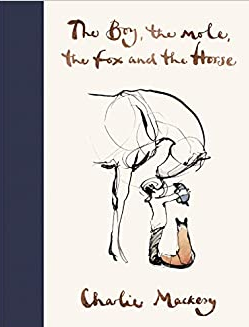 The Boy, the mole,
the fox and the Horse
Charlie Mackesy